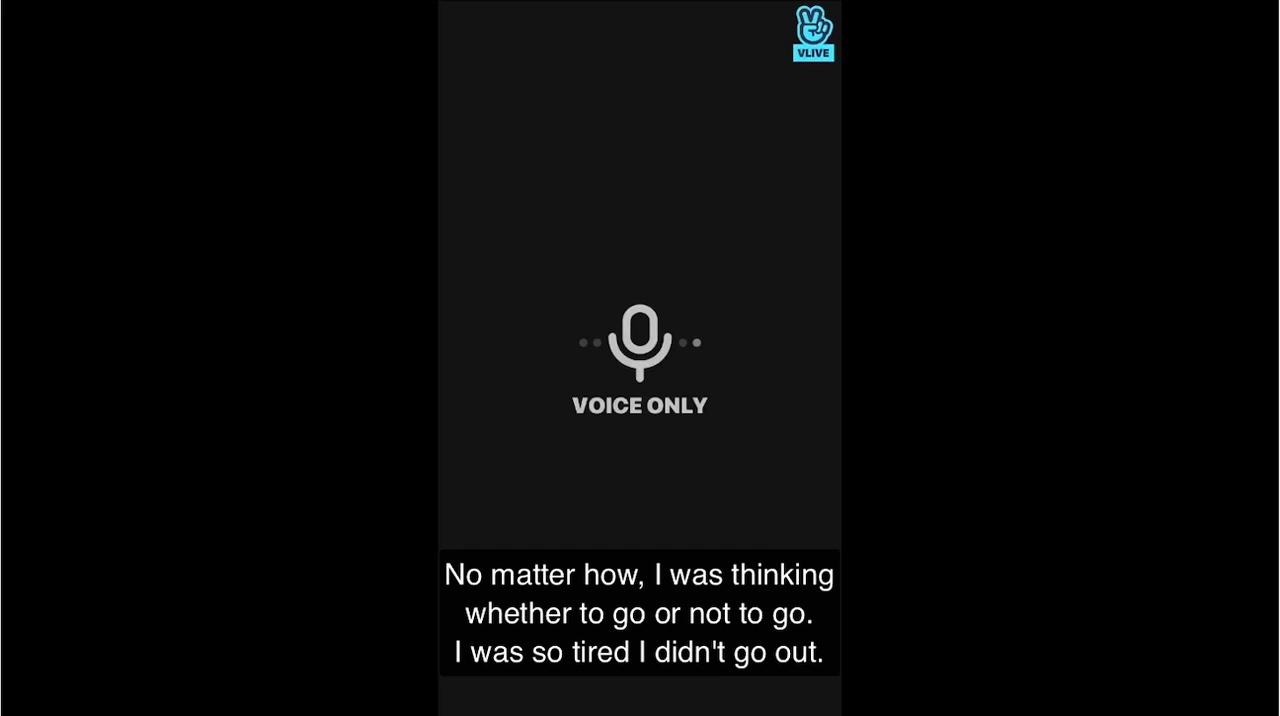 VLIVE
VOICE ONLY
No matter how, I was thinking
whether to go or not to go.
I was so tired I didn't go out.